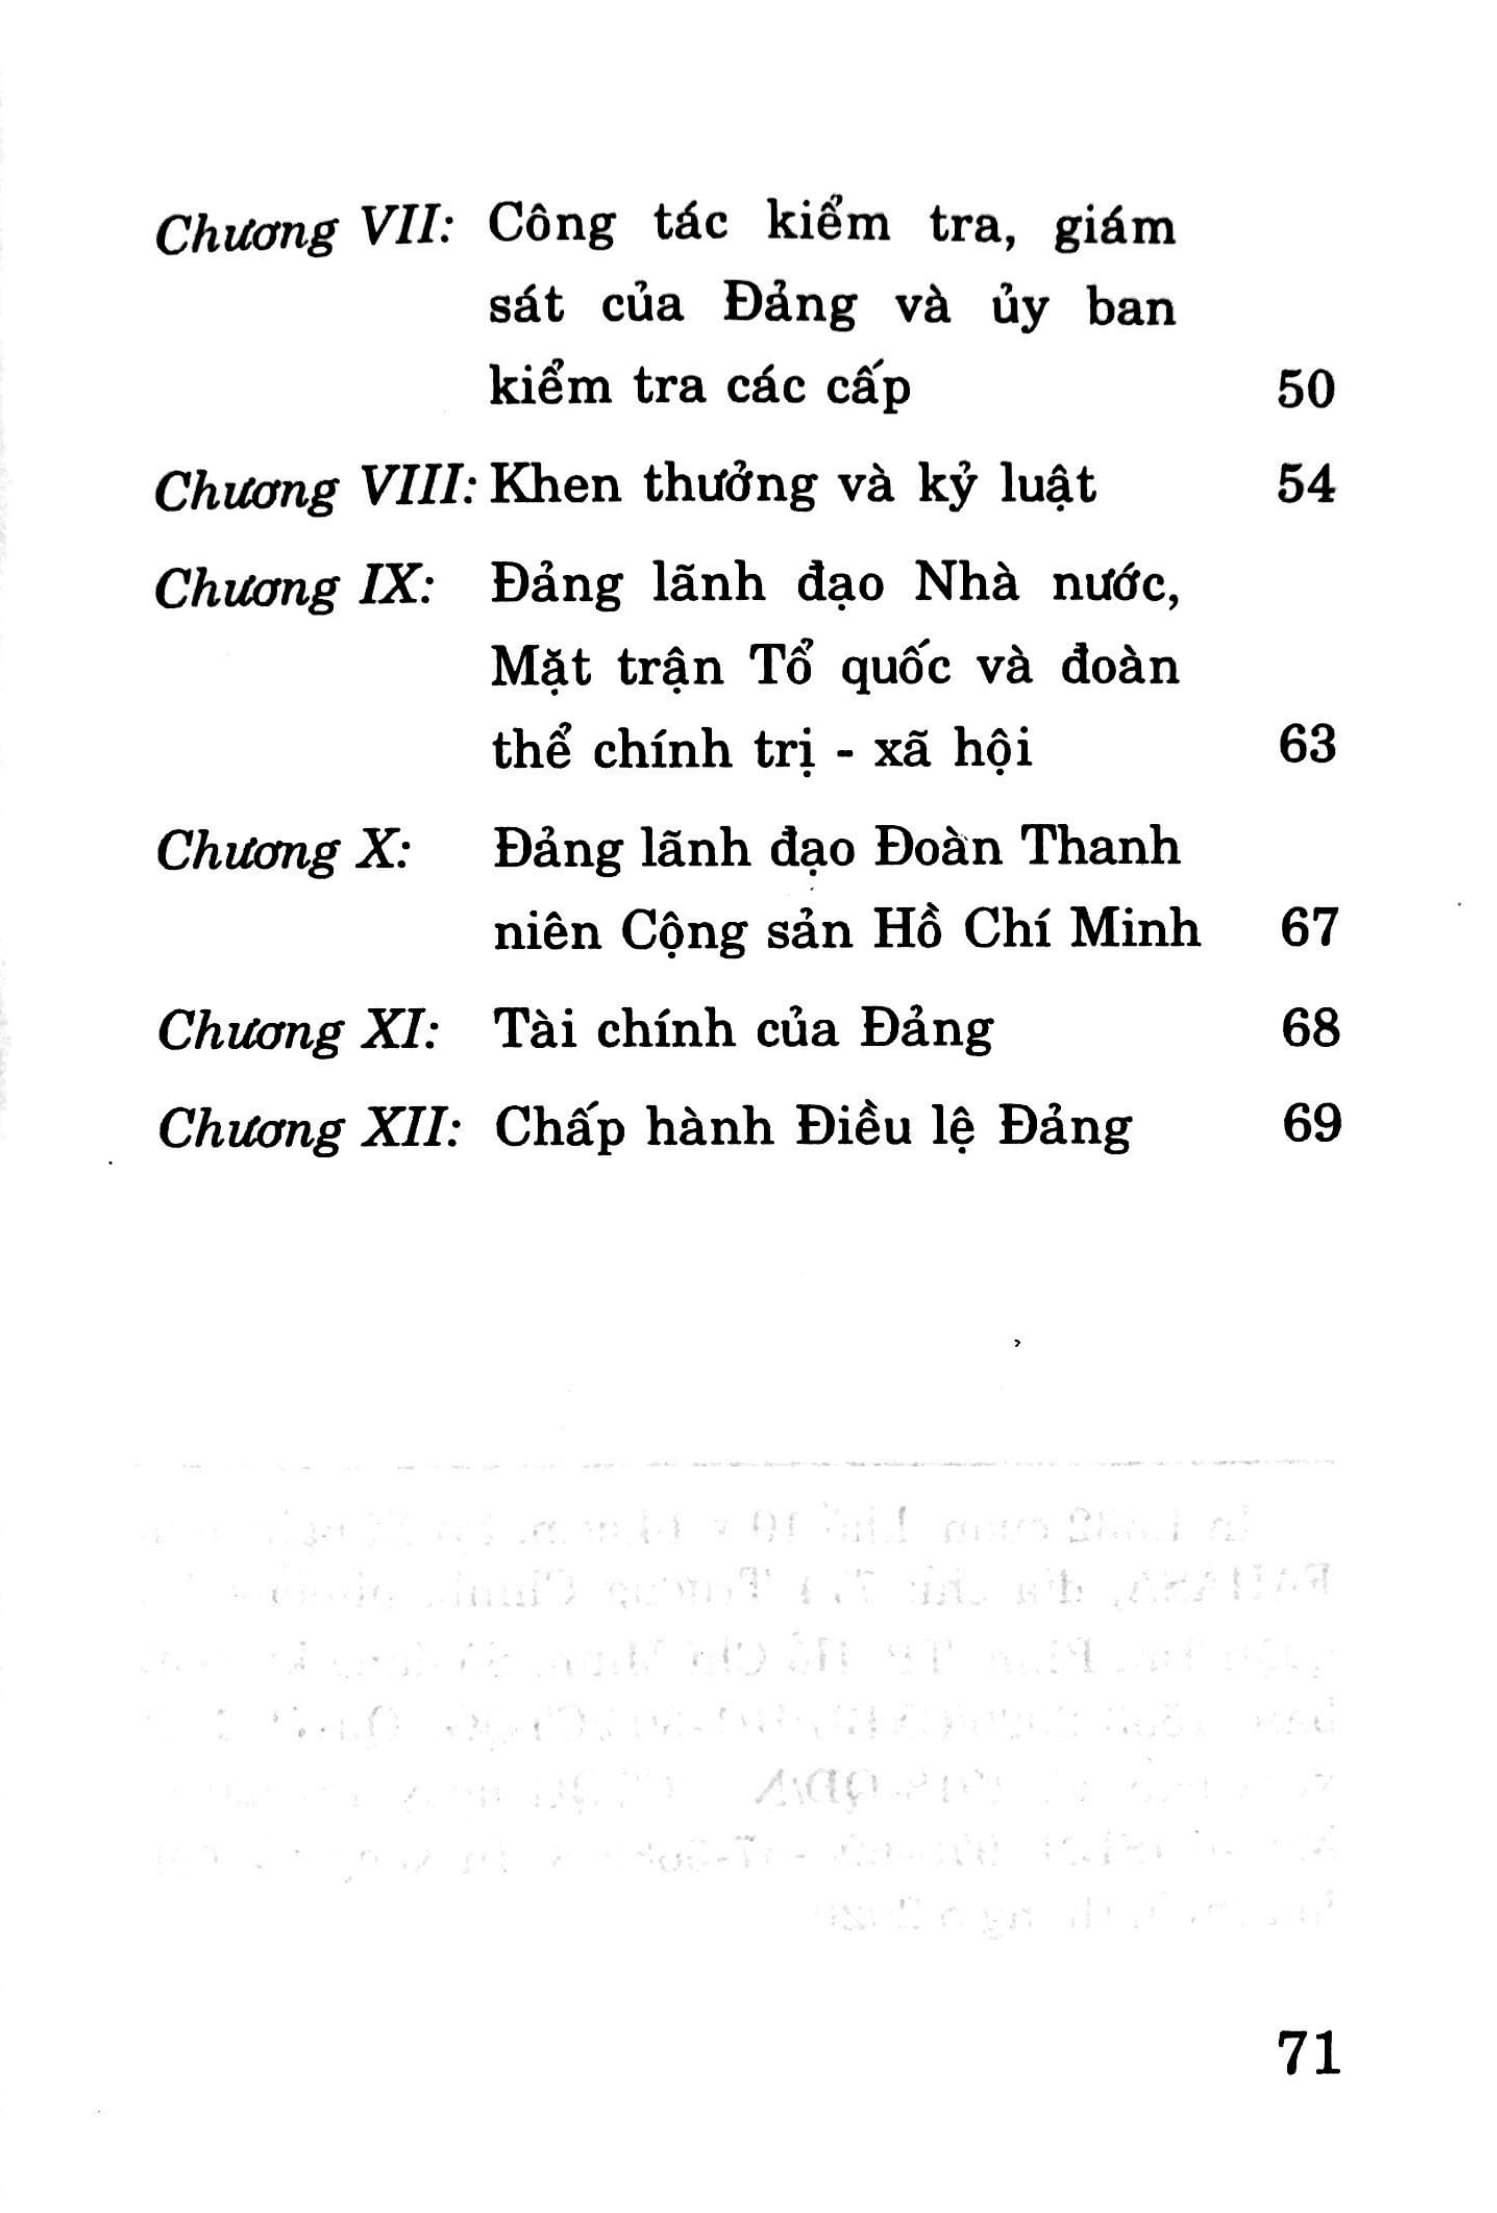 Chương VII: Công tác kiểm tra, giám
sát của Đảng và ủy ban
kiểm tra các cấp 50
Chương VIII: Khen thưởng và kỷ luật 54
Chương IX: Đảng lãnh đạo Nhà nước,
Mặt trận Tổ quốc và đoàn
thể chính trị - xã hội 63
Chương X: Đảng lãnh đạo Đoàn Thanh
niên Cộng sản Hồ Chí Minh 67
Chương XI: Tài chính của Đảng 68
Chương XII: Chấp hành Điều lệ Đảng 69
71